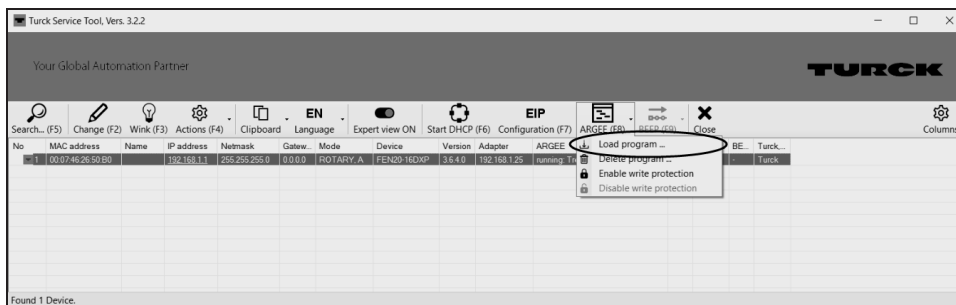 Turck Service Tool, Vers. 3.2.2
Your Global Automation Partner
TURCK
Search... (F5) Change (F2) Wink (F3) Actions (F4) Clipboard EN Language Expert view ON Start DHCP (F6) EIP Configuration (F7) ARGEE (F8) BEEP (F9) Close Columns
No MAC address Name IP address Netmask Gatew... Mode Device Version Adapter ARGEE BE... Turck,...
1 00:07:46:26:50:B0 192.168.1.1 255.255.255.0 0.0.0.0 ROTARY, A FEN20-16DXP 3.6.4.0 192.168.1.25 running: Tre - Turck
Load program ...
Delete program ...
Enable write protection
Disable write protection
Found 1 Device.